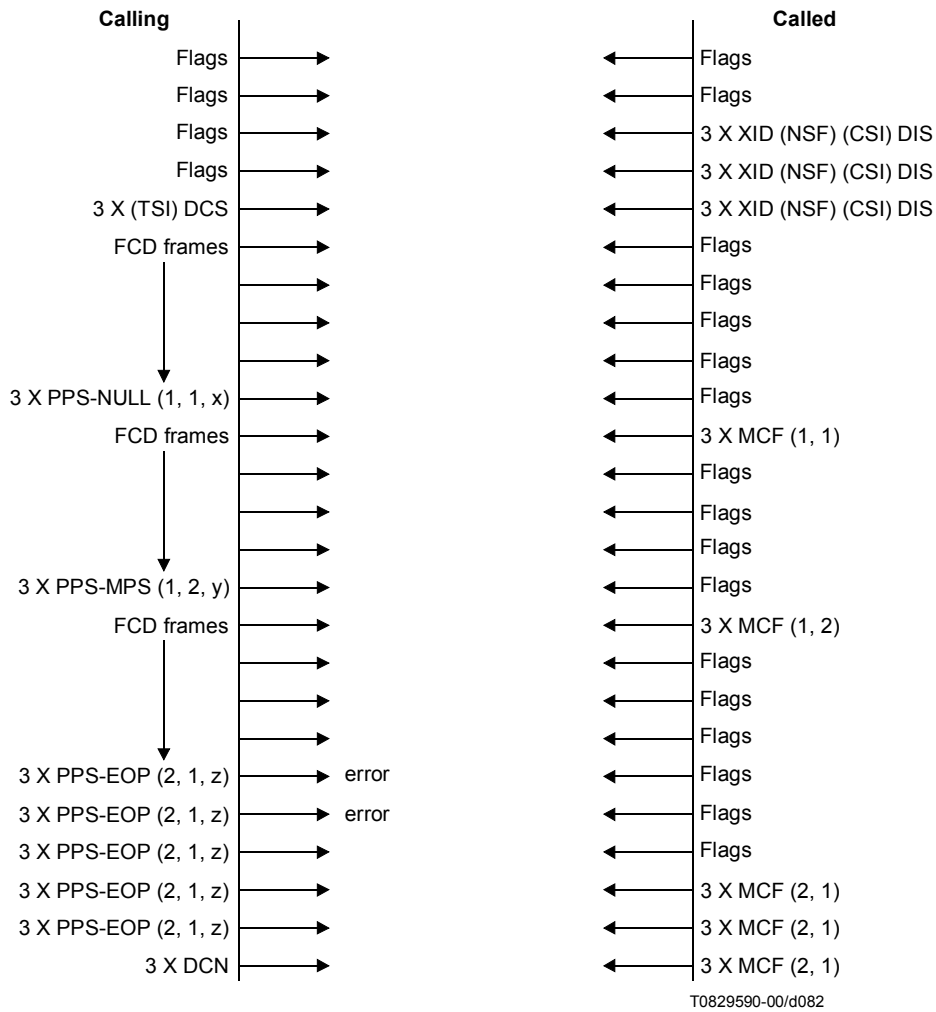 Calling Called
Flags Flags
Flags Flags
Flags 3 X XID (NSF) (CSI) DIS
Flags 3 X XID (NSF) (CSI) DIS
3 X (TSI) DCS 3 X XID (NSF) (CSI) DIS
FCD frames Flags
Flags
Flags
Flags
3 X PPS-NULL (1, 1, x) Flags
FCD frames 3 X MCF (1, 1)
Flags
Flags
Flags
3 X PPS-MPS (1, 2, y) Flags
FCD frames 3 X MCF (1, 2)
Flags
Flags
Flags
3 X PPS-EOP (2, 1, z) error Flags
3 X PPS-EOP (2, 1, z) error Flags
3 X PPS-EOP (2, 1, z) Flags
3 X PPS-EOP (2, 1, z) 3 X MCF (2, 1)
3 X PPS-EOP (2, 1, z) 3 X MCF (2, 1)
3 X DCN 3 X MCF (2, 1)
T0829590-00/d082